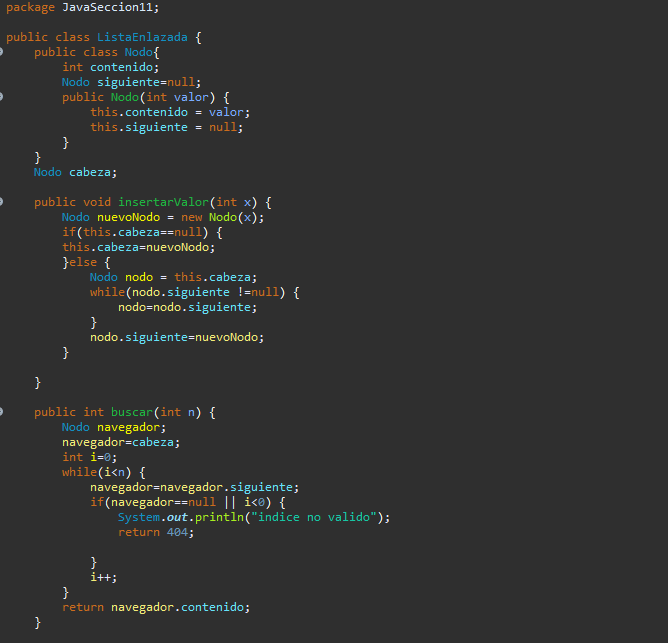 package JavaSeccion11;
public class ListaEnlazada {
public class Nodo{
int contenido;
Nodo siguiente=null;
public Nodo(int valor) {
this.contenido = valor;
this.siguiente = null;
}
}
Nodo cabeza;
public void insertarValor(int x) {
Nodo nuevoNodo = new Nodo(x);
if(this.cabeza==null) {
this.cabeza=nuevoNodo;
}else {
Nodo nodo = this.cabeza;
while(nodo.siguiente !=null) {
nodo=nodo.siguiente;
}
nodo.siguiente=nuevoNodo;
}
}
public int buscar(int n) {
Nodo navegador;
navegador=cabeza;
int i=0;
while(i<n) {
navegador=navegador.siguiente;
if(navegador==null || i<0) {
System.out.println("indice no valido");
return 404;
}
i++;
}
return navegador.contenido;
}